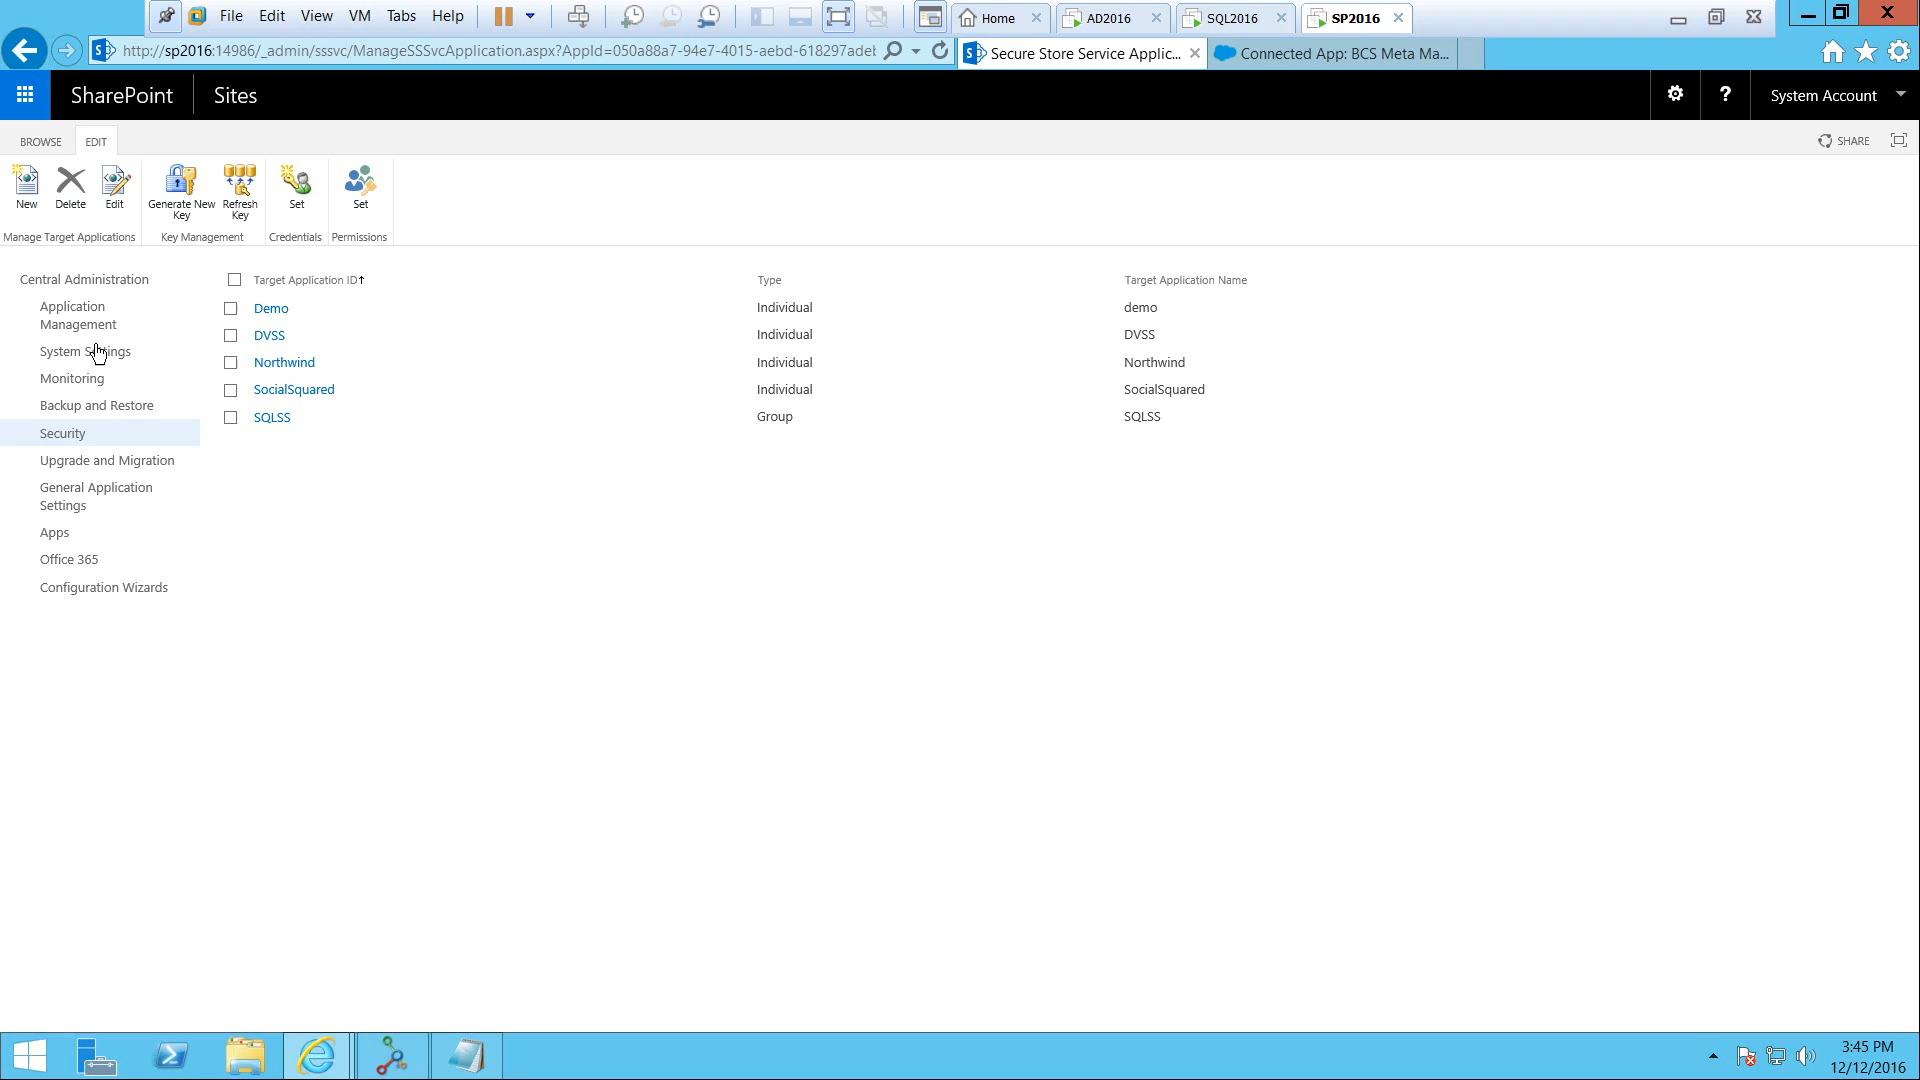 File Edit View VM Tabs Help
Home AD2016 SQL2016 SP2016
http://sp2016:14986/_admin/sssvc/ManageSSSvcApplication.aspx?AppId=050a88a7-94e7-4015-aebd-618297adeb
Secure Store Service Applic... Connected App: BCS Meta Ma...
SharePoint Sites ? System Account
BROWSE EDIT SHARE
New Delete Edit Generate New Key Refresh Key Set Set
Manage Target Applications Key Management Credentials Permissions
Central Administration
Application Management
System Settings
Monitoring
Backup and Restore
Security
Upgrade and Migration
General Application Settings
Apps
Office 365
Configuration Wizards
Target Application ID Type Target Application Name
Demo Individual demo
DVSS Individual DVSS
Northwind Individual Northwind
SocialSquared Individual SocialSquared
SQLSS Group SQLSS
3:45 PM
12/12/2016